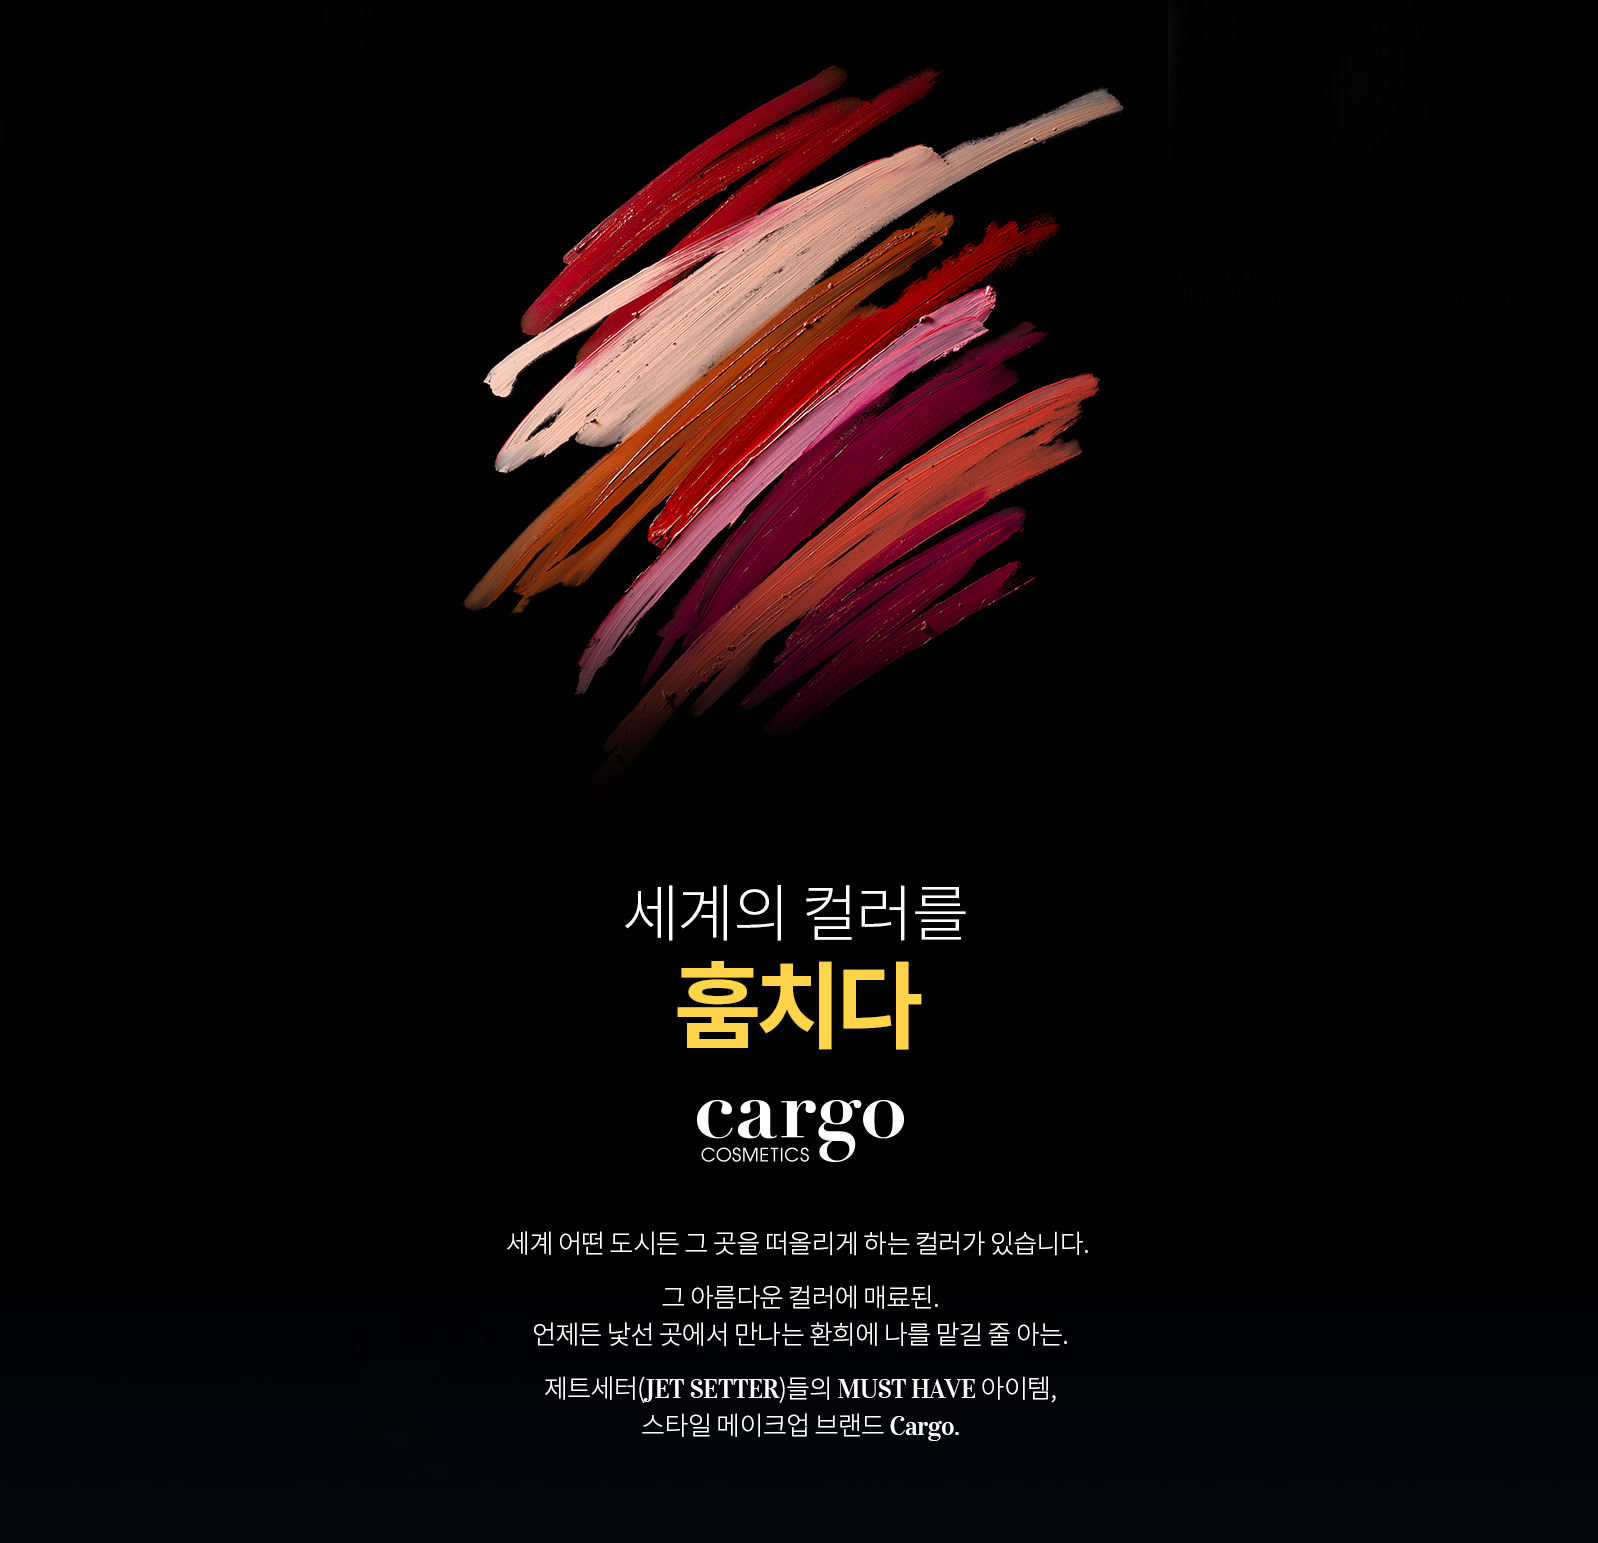 세계의 컬러를
훔치다
cargo
COSMETICS
세계 어떤 도시든 그 곳을 떠올리게 하는 컬러가 있습니다.
그 아름다운 컬러에 매료된.
언제든 낯선 곳에서 만나는 환희에 나를 맡길 줄 아는.
제트세터(JET SETTER)들의 MUST HAVE 아이템,
스타일 메이크업 브랜드 Cargo.